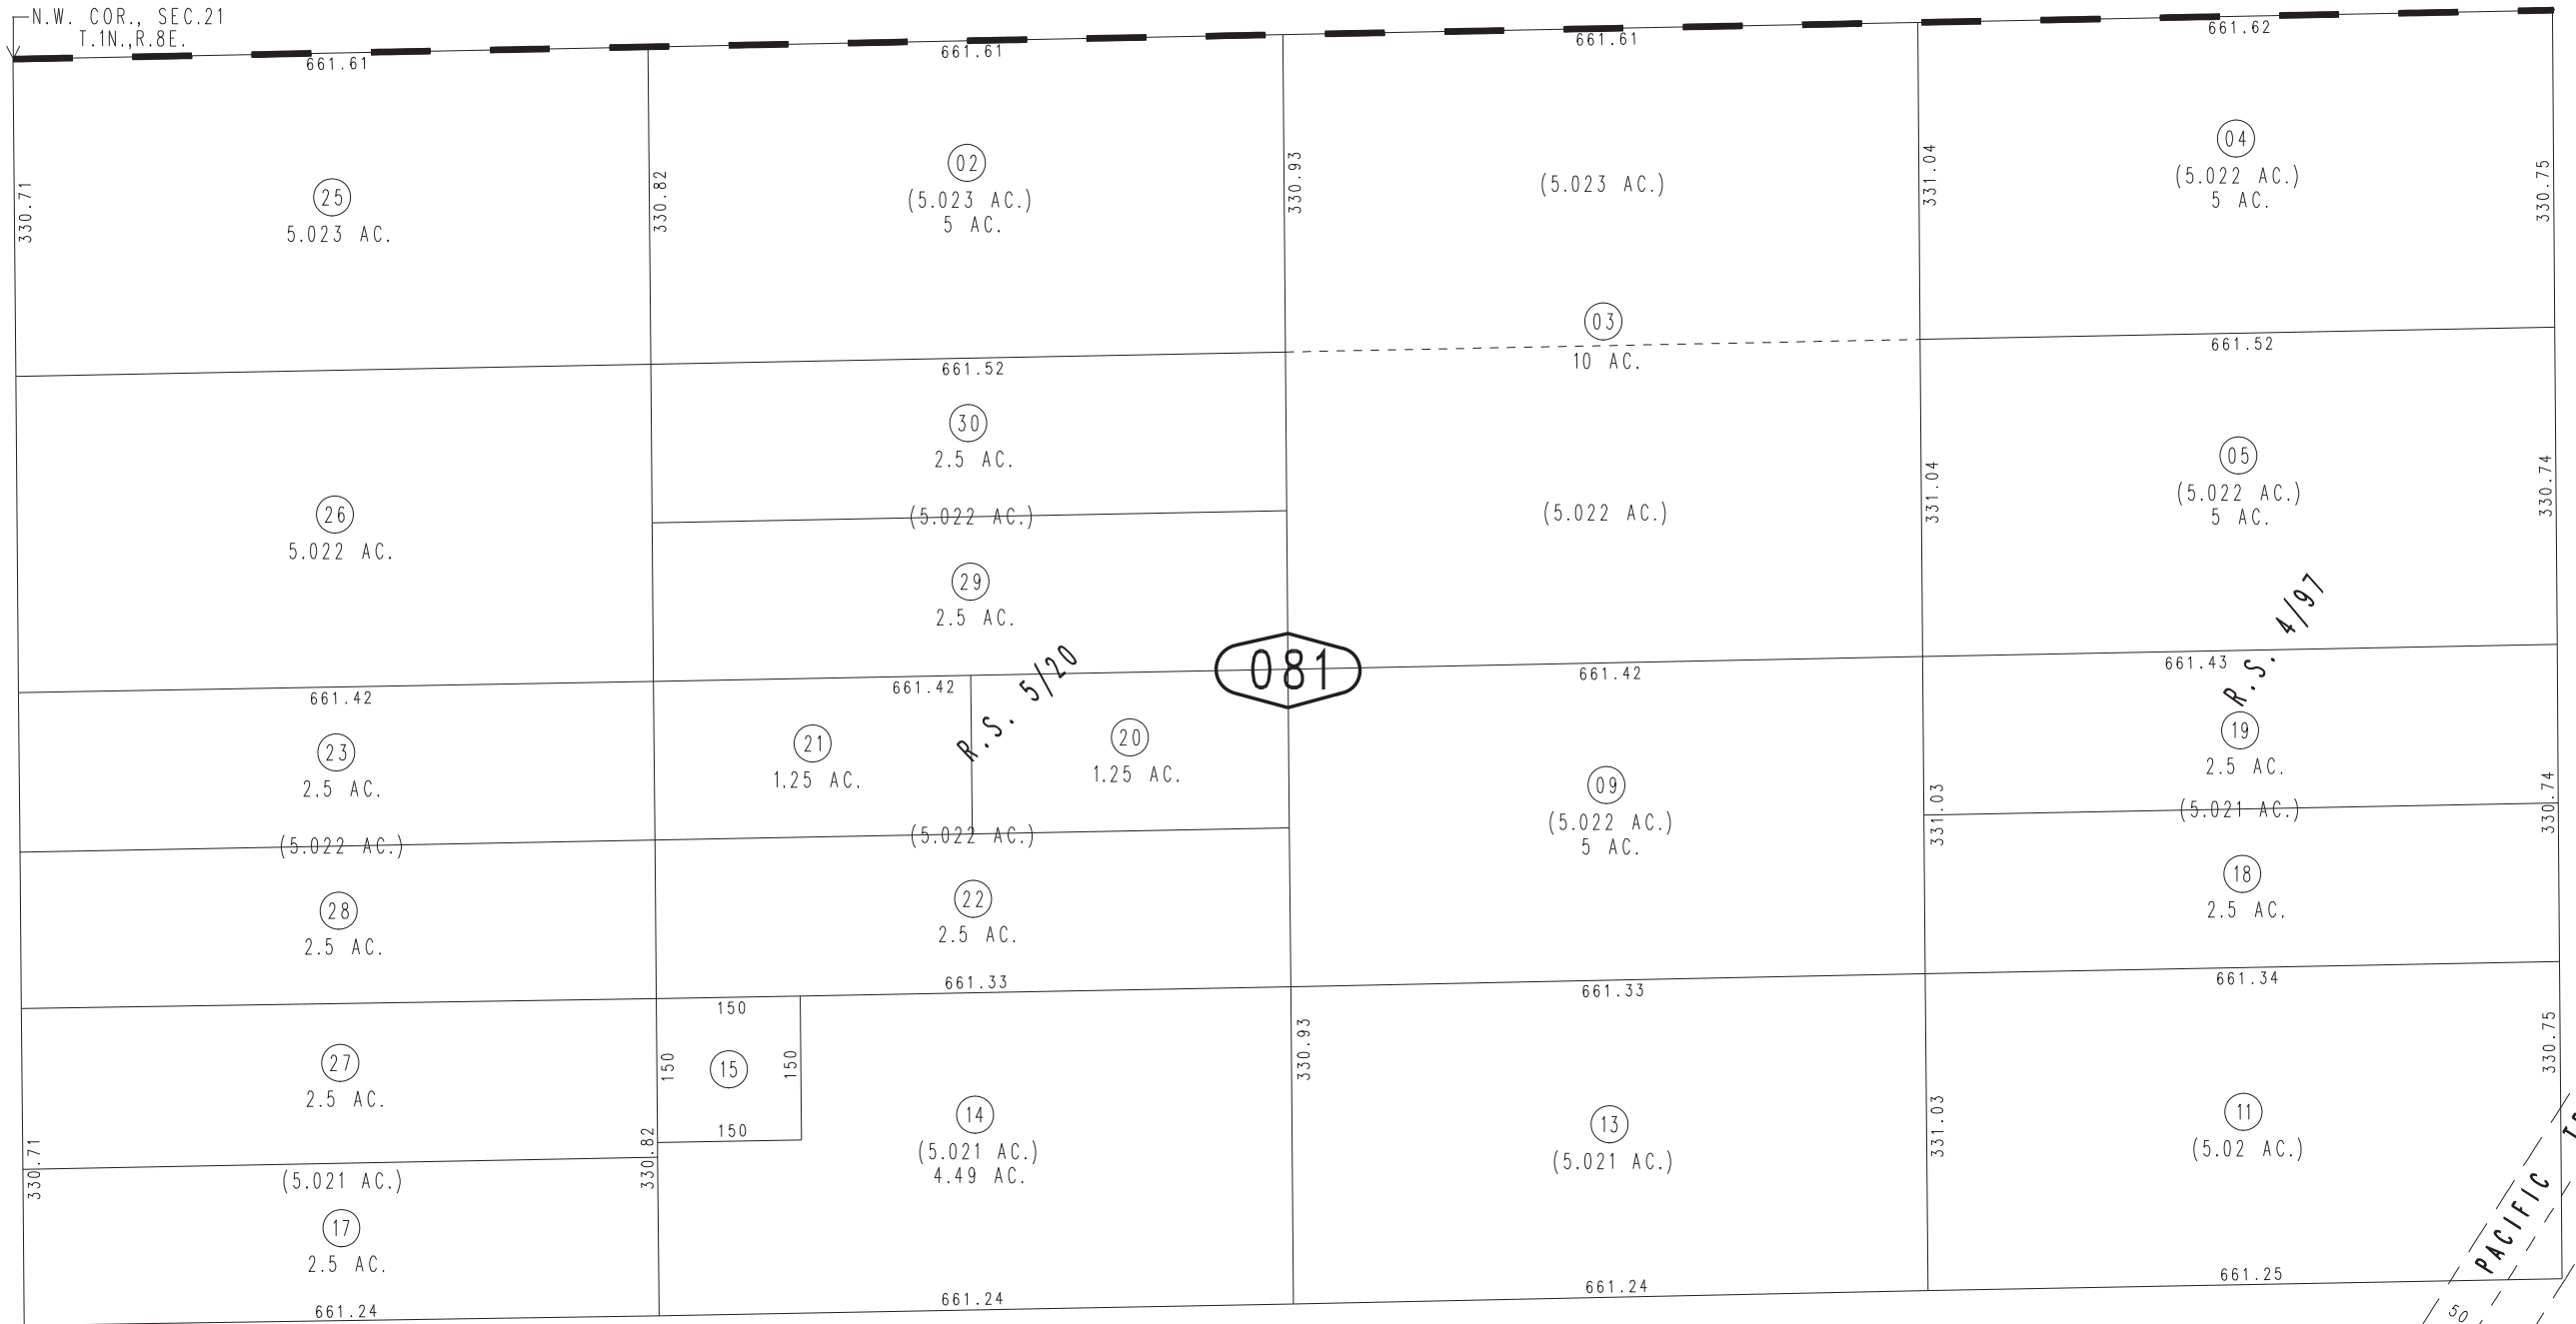 N.W. COR., SEC.21
T.1N.,R.8E.
661.61
661.61
661.61
661.62
330.71
25
5.023 AC.
330.82
02
(5.023 AC.)
5 AC.
330.93
(5.023 AC.)
331.04
04
(5.022 AC.)
5 AC.
330.75
03
10 AC.
661.52
661.52
26
5.022 AC.
30
2.5 AC.
(5.022 AC.)
29
2.5 AC.
(5.022 AC.)
331.04
05
(5.022 AC.)
5 AC.
330.74
R.S. 5/20
081
R.S. 4/97
661.42
661.42
661.42
661.43
23
2.5 AC.
(5.022 AC.)
28
2.5 AC.
21
1.25 AC.
20
1.25 AC.
(5.022 AC.)
22
2.5 AC.
09
(5.022 AC.)
5 AC.
331.03
19
2.5 AC.
(5.021 AC.)
18
2.5 AC.
330.74
661.33
661.33
661.34
27
2.5 AC.
330.71
(5.021 AC.)
17
2.5 AC.
330.82
150
150
15
150
150
14
(5.021 AC.)
4.49 AC.
330.93
13
(5.021 AC.)
331.03
11
(5.02 AC.)
330.75
PACIFIC
661.24
661.24
661.24
661.25
50